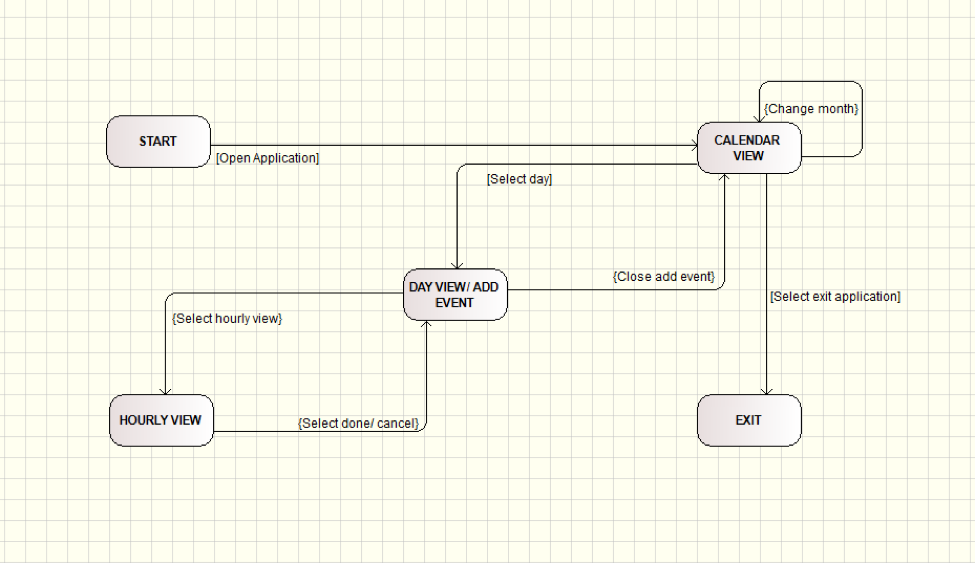 {Change month}
START
CALENDAR
VIEW
[Open Application]
[Select day]
DAY VIEW/ ADD
EVENT
{Close add event}
[Select exit application]
{Select hourly view}
HOURLY VIEW
{Select done/ cancel}
EXIT